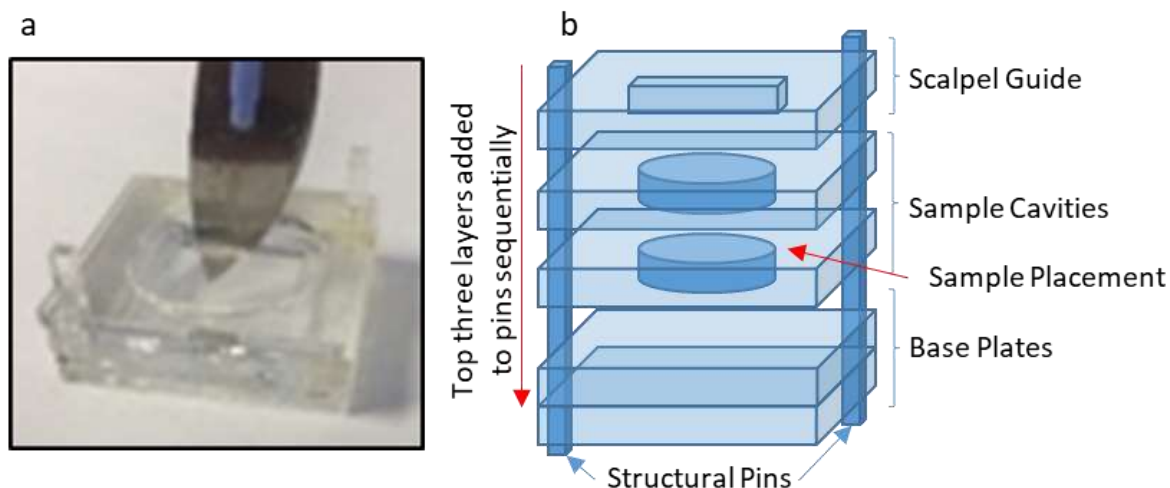 a
b
Top three layers added
to pins sequentially
Scalpel Guide
Sample Cavities
Sample Placement
Base Plates
Structural Pins